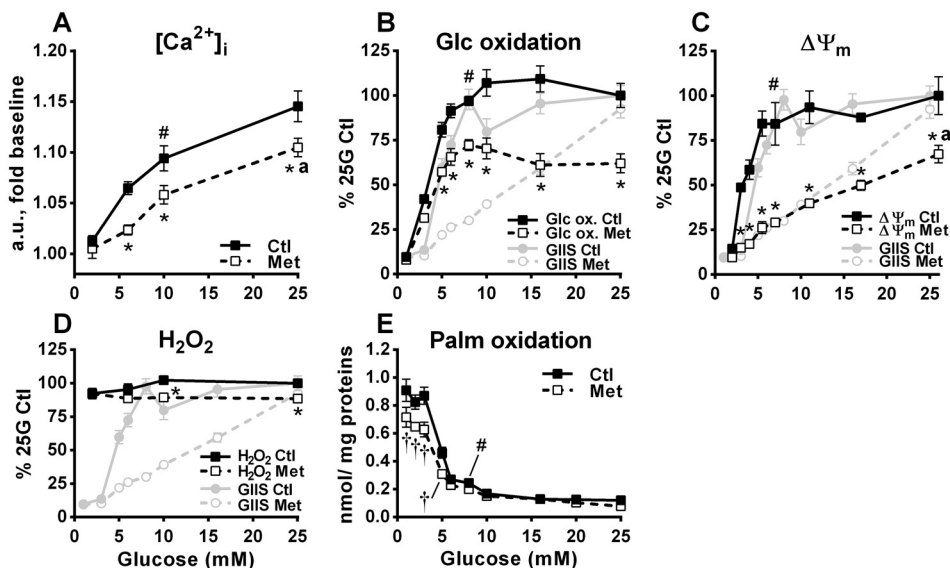 A
[Ca2+]i
a.u., fold baseline
1.20
1.15
1.10
1.05
1.00
#
*
*
* a
Ctl
Met
0 5 10 15 20 25
B
Glc oxidation
% 25G Ctl
125
100
75
50
25
0
#
* * * * * *
Glc ox. Ctl
Glc ox. Met
GIIS Ctl
GIIS Met
0 5 10 15 20 25
C
ΔΨm
% 25G Ctl
125
100
75
50
25
0
#
* * * * * * * a
ΔΨm Ctl
ΔΨm Met
GIIS Ctl
GIIS Met
0 5 10 15 20 25
D
H2O2
% 25G Ctl
125
100
75
50
25
0
*
*
H2O2 Ctl
H2O2 Met
GIIS Ctl
GIIS Met
0 5 10 15 20 25
Glucose (mM)
E
Palm oxidation
nmol/ mg proteins
1.2
1.0
0.8
0.6
0.4
0.2
0.0
Ctl
Met
†††
†
#
0 5 10 15 20 25
Glucose (mM)